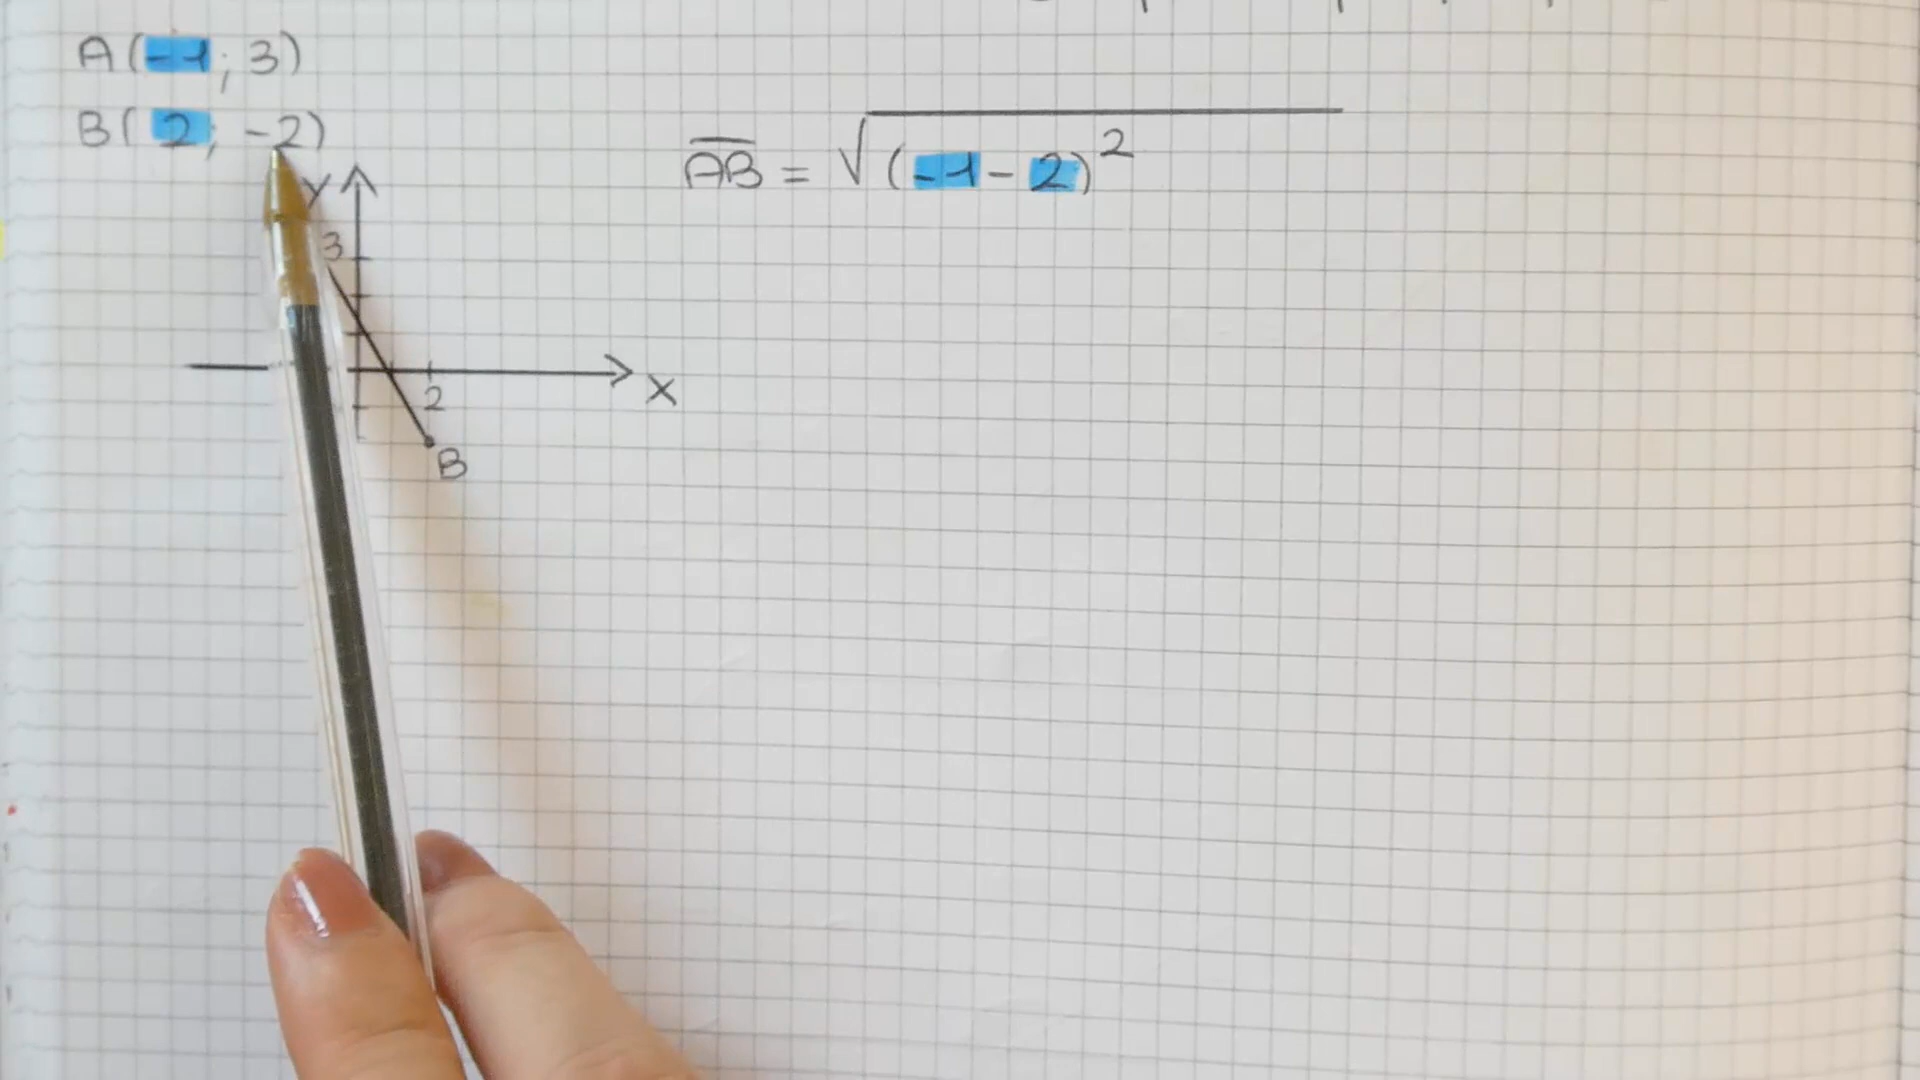 A(-1; 3)
B(2; -2)
AB = √(-1-2)²
y
3
2
x
B